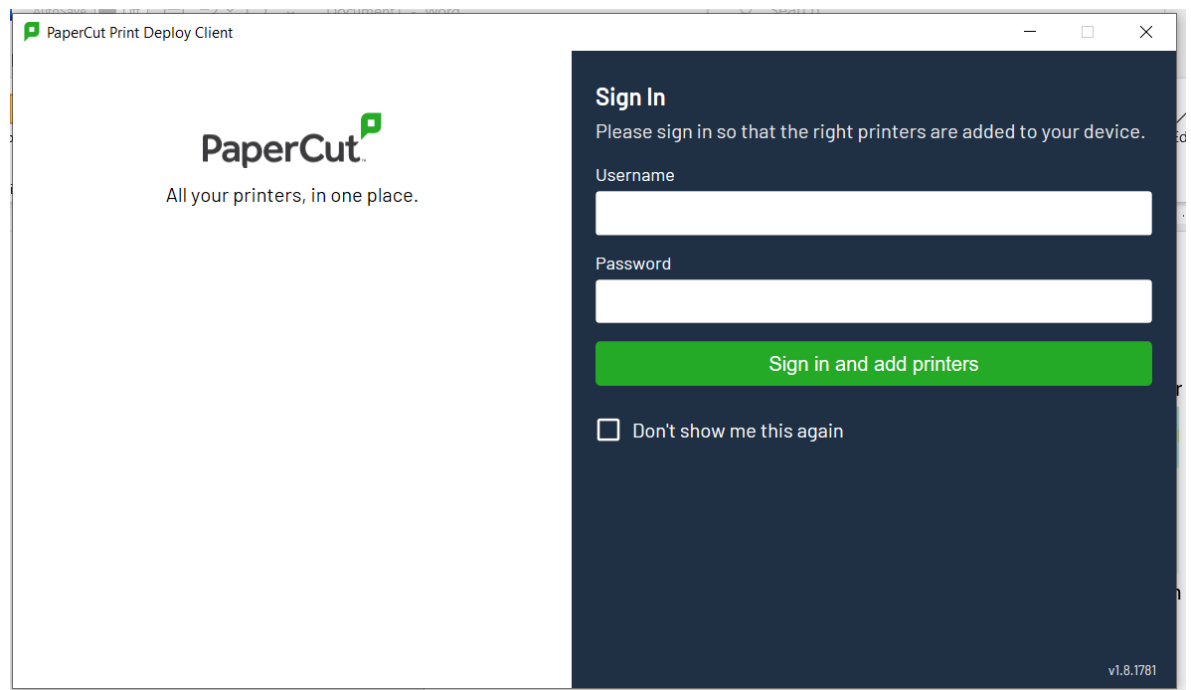 PaperCut Print Deploy Client
PaperCut
All your printers, in one place.
Sign In
Please sign in so that the right printers are added to your device.
Username
Password
Sign in and add printers
Don't show me this again
v1.8.1781